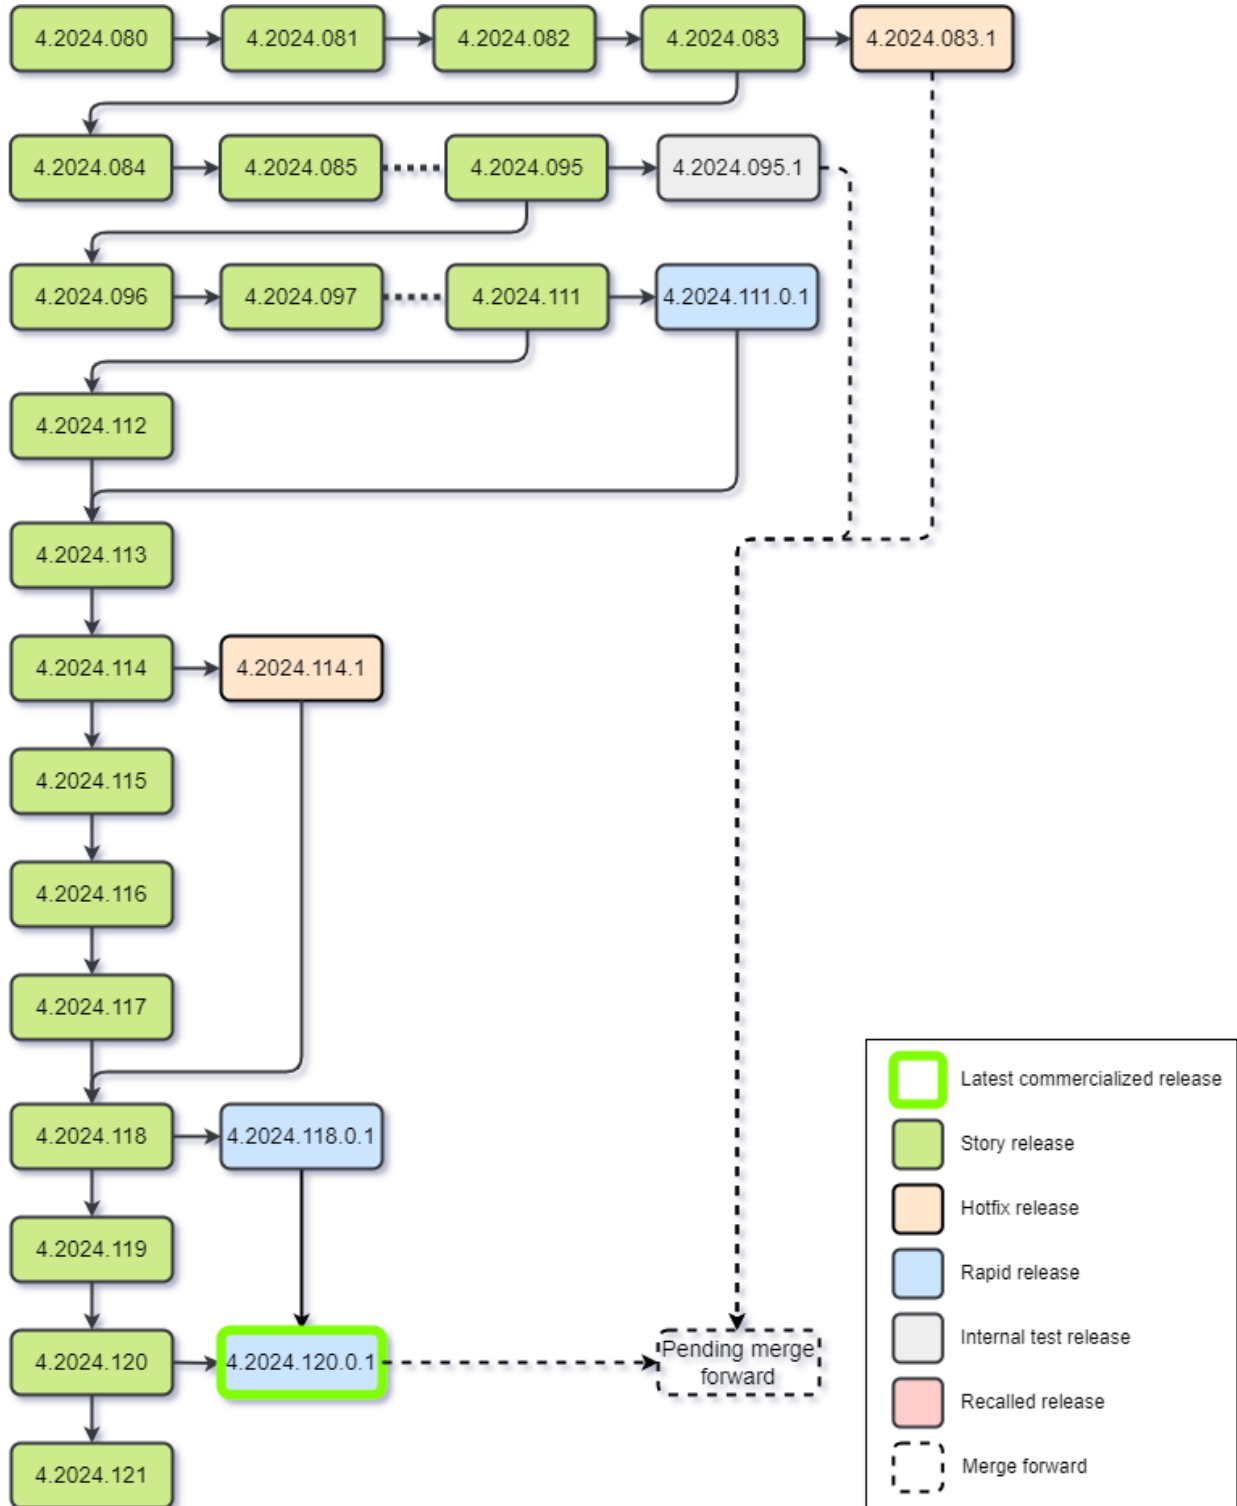 4.2024.080
4.2024.081
4.2024.082
4.2024.083
4.2024.083.1
4.2024.084
4.2024.085
4.2024.095
4.2024.095.1
4.2024.096
4.2024.097
4.2024.111
4.2024.111.0.1
4.2024.112
4.2024.113
4.2024.114
4.2024.114.1
4.2024.115
4.2024.116
4.2024.117
4.2024.118
4.2024.118.0.1
4.2024.119
4.2024.120
4.2024.120.0.1
Pending merge
forward
4.2024.121
Latest commercialized release
Story release
Hotfix release
Rapid release
Internal test release
Recalled release
Merge forward